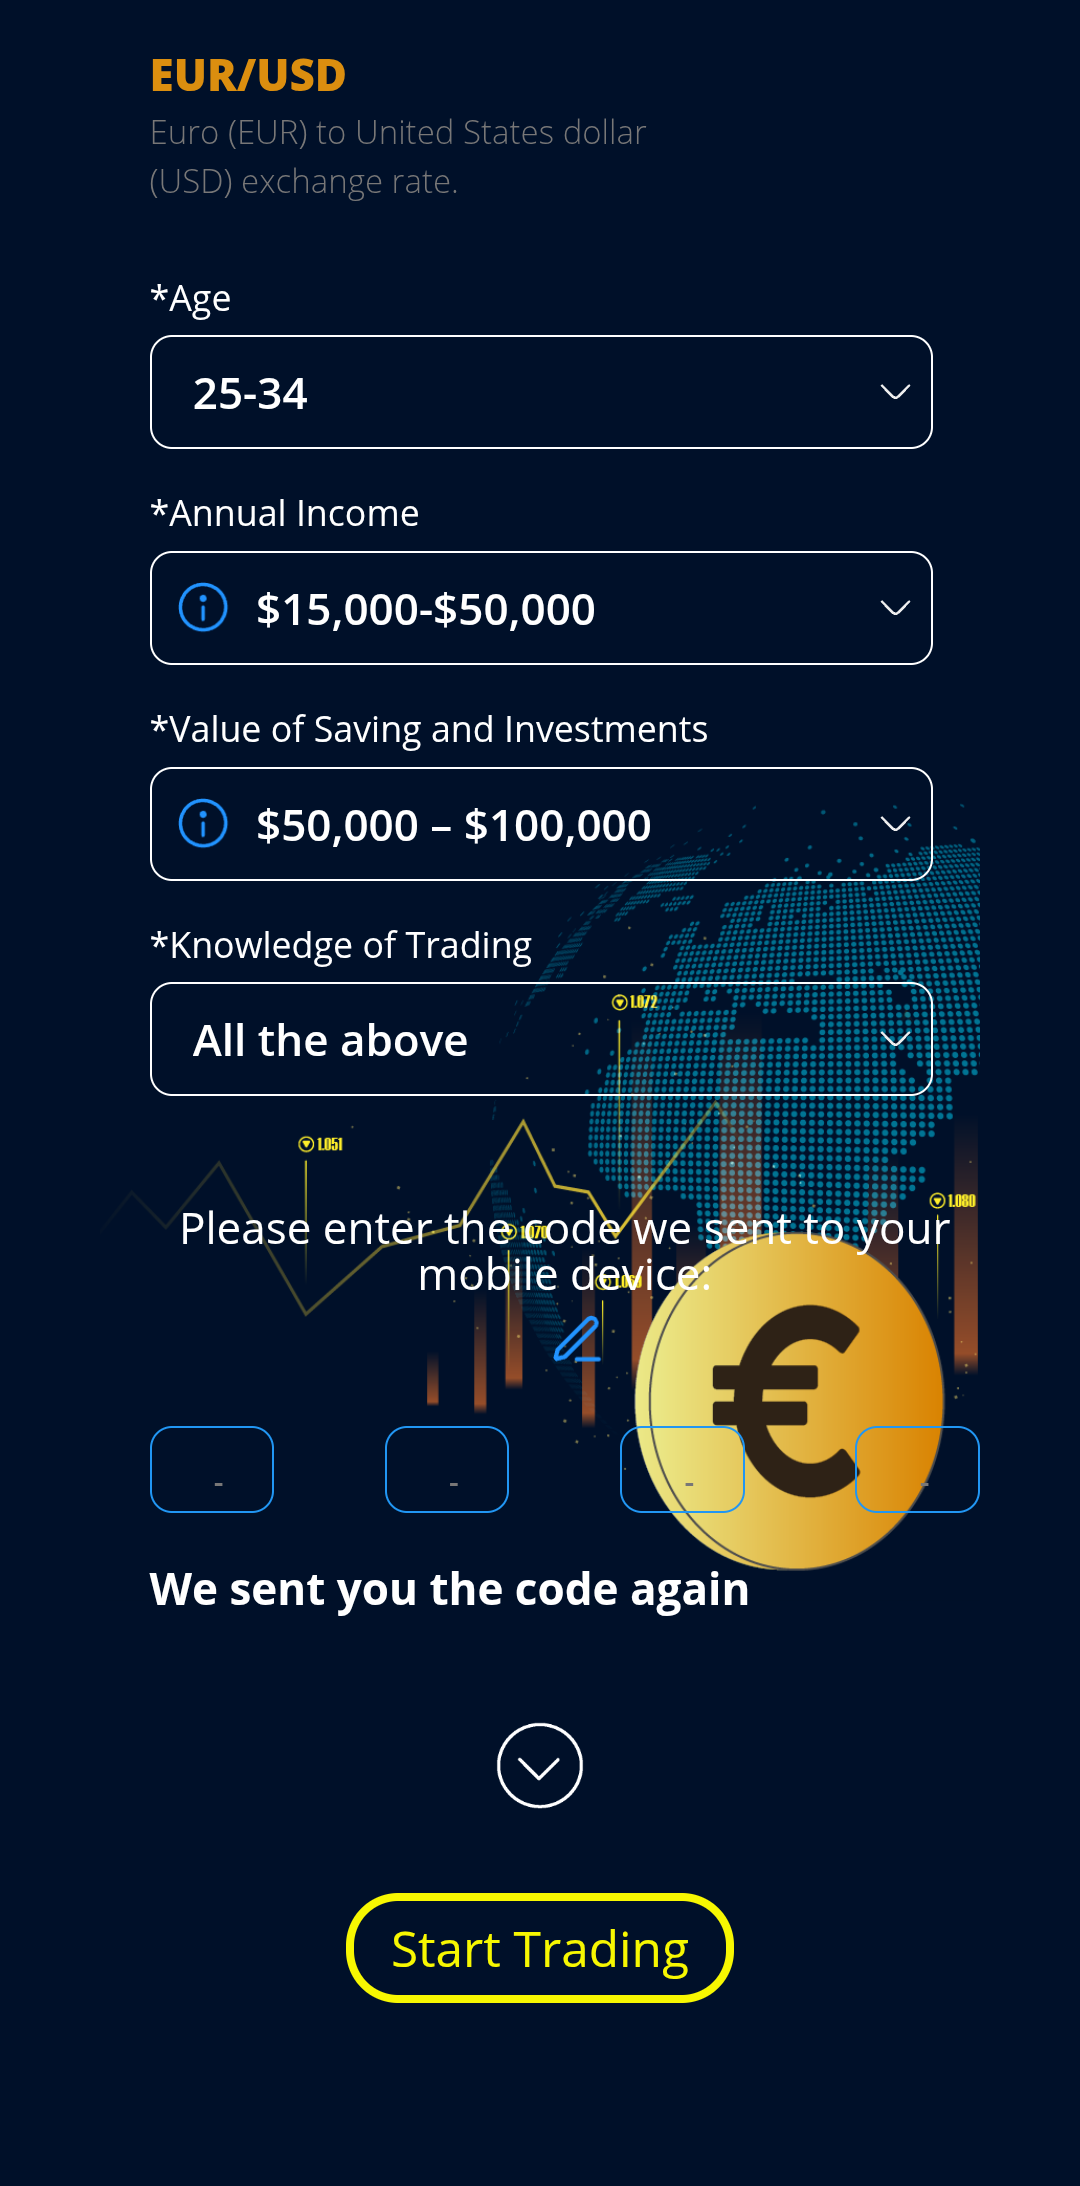 EUR/USD
Euro (EUR) to United States dollar
(USD) exchange rate.
*Age
25-34
*Annual Income
$15,000-$50,000
*Value of Saving and Investments
$50,000 – $100,000
*Knowledge of Trading
1.072
All the above
1.051
1.080
Please enter the code we sent to your
1.070
mobile device:
€
- - - -
We sent you the code again
Start Trading